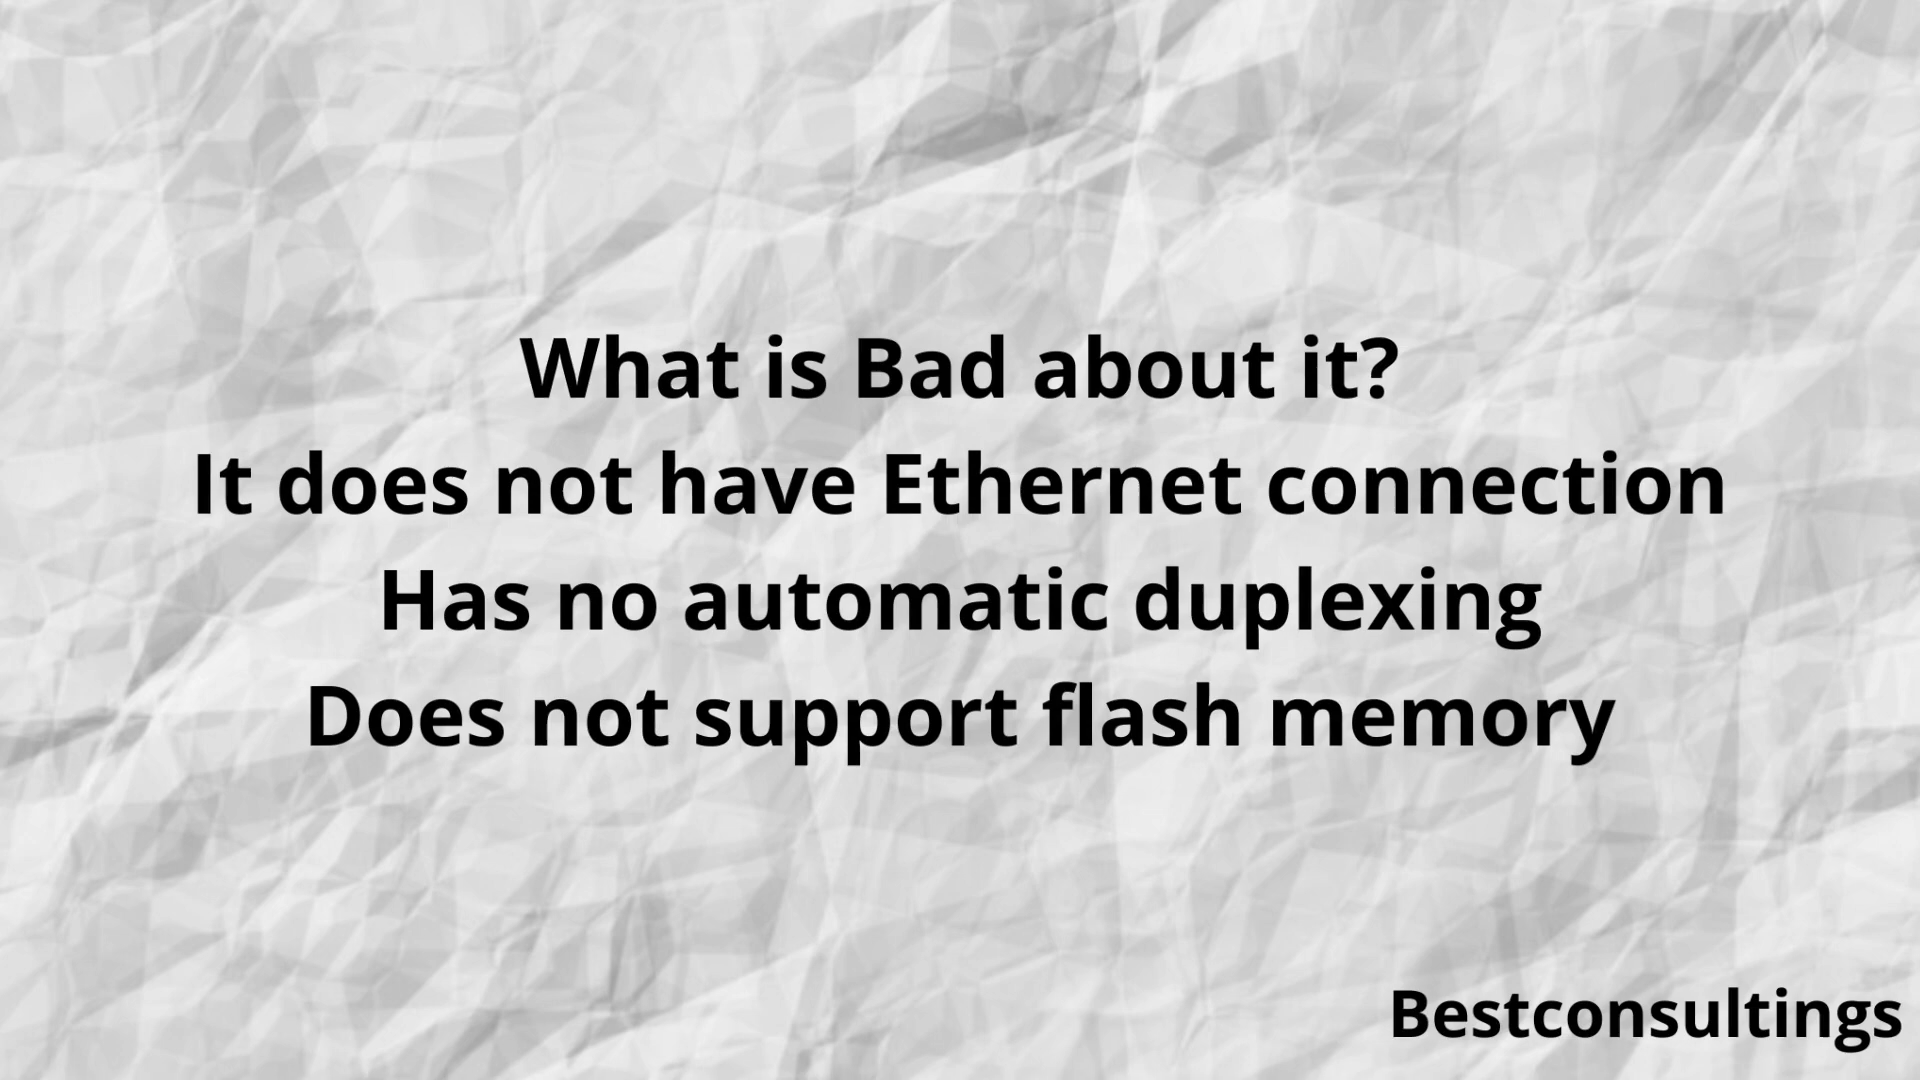 What is Bad about it?
It does not have Ethernet connection
Has no automatic duplexing
Does not support flash memory
Bestconsultings